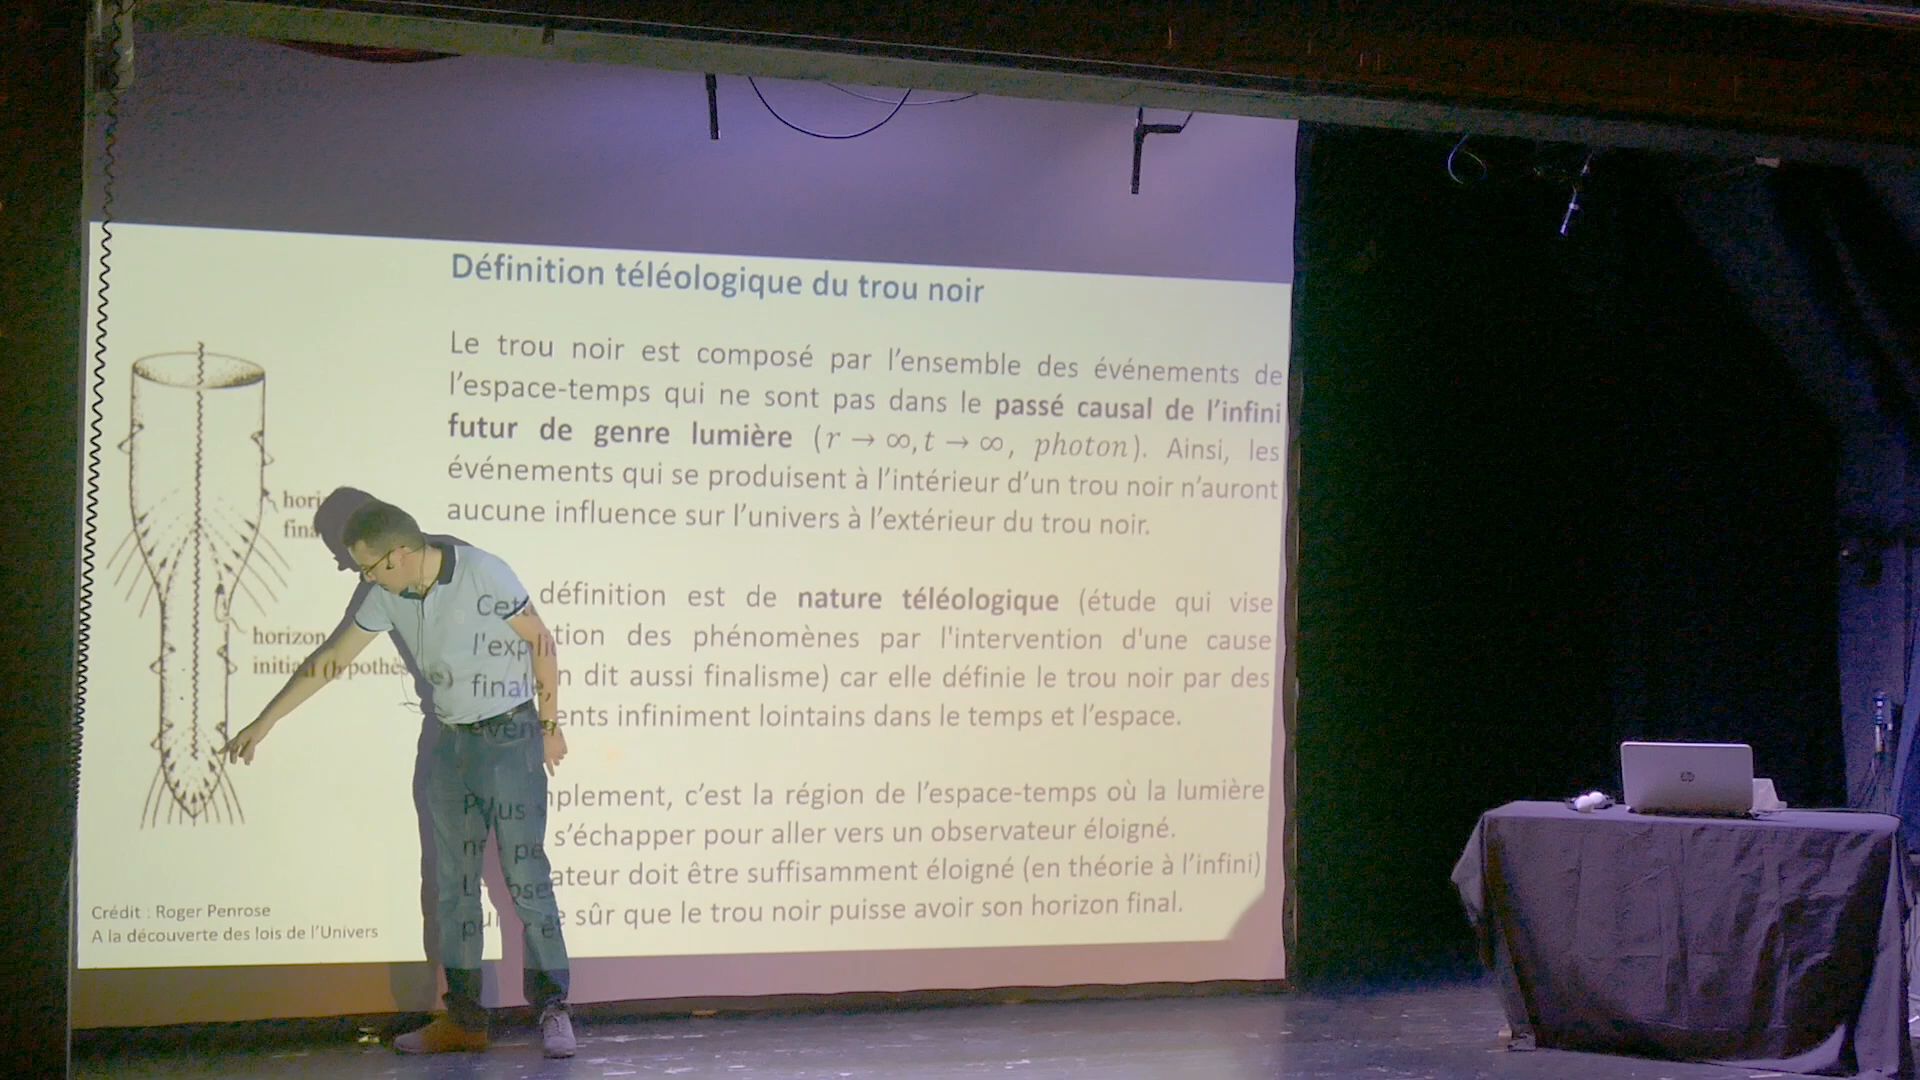 Définition téléologique du trou noir
Le trou noir est composé par l'ensemble des événements de
l'espace-temps qui ne sont pas dans le passé causal de l'infini
futur de genre lumière (r → ∞, t → ∞, photon). Ainsi, les
événements qui se produisent à l'intérieur d'un trou noir n'auront
aucune influence sur l'univers à l'extérieur du trou noir.
définition est de nature téléologique (étude qui vise
des phénomènes par l'intervention d'une cause
finale, dit aussi finalisme) car elle définie le trou noir par des
infiniment lointains dans le temps et l'espace.
c'est la région de l'espace-temps où la lumière
s'échapper pour aller vers un observateur éloigné.
doit être suffisamment éloigné (en théorie à l'infini)
sûr que le trou noir puisse avoir son horizon final.
horizon
Crédit : Roger Penrose
A la découverte des lois de l'Univers
hp